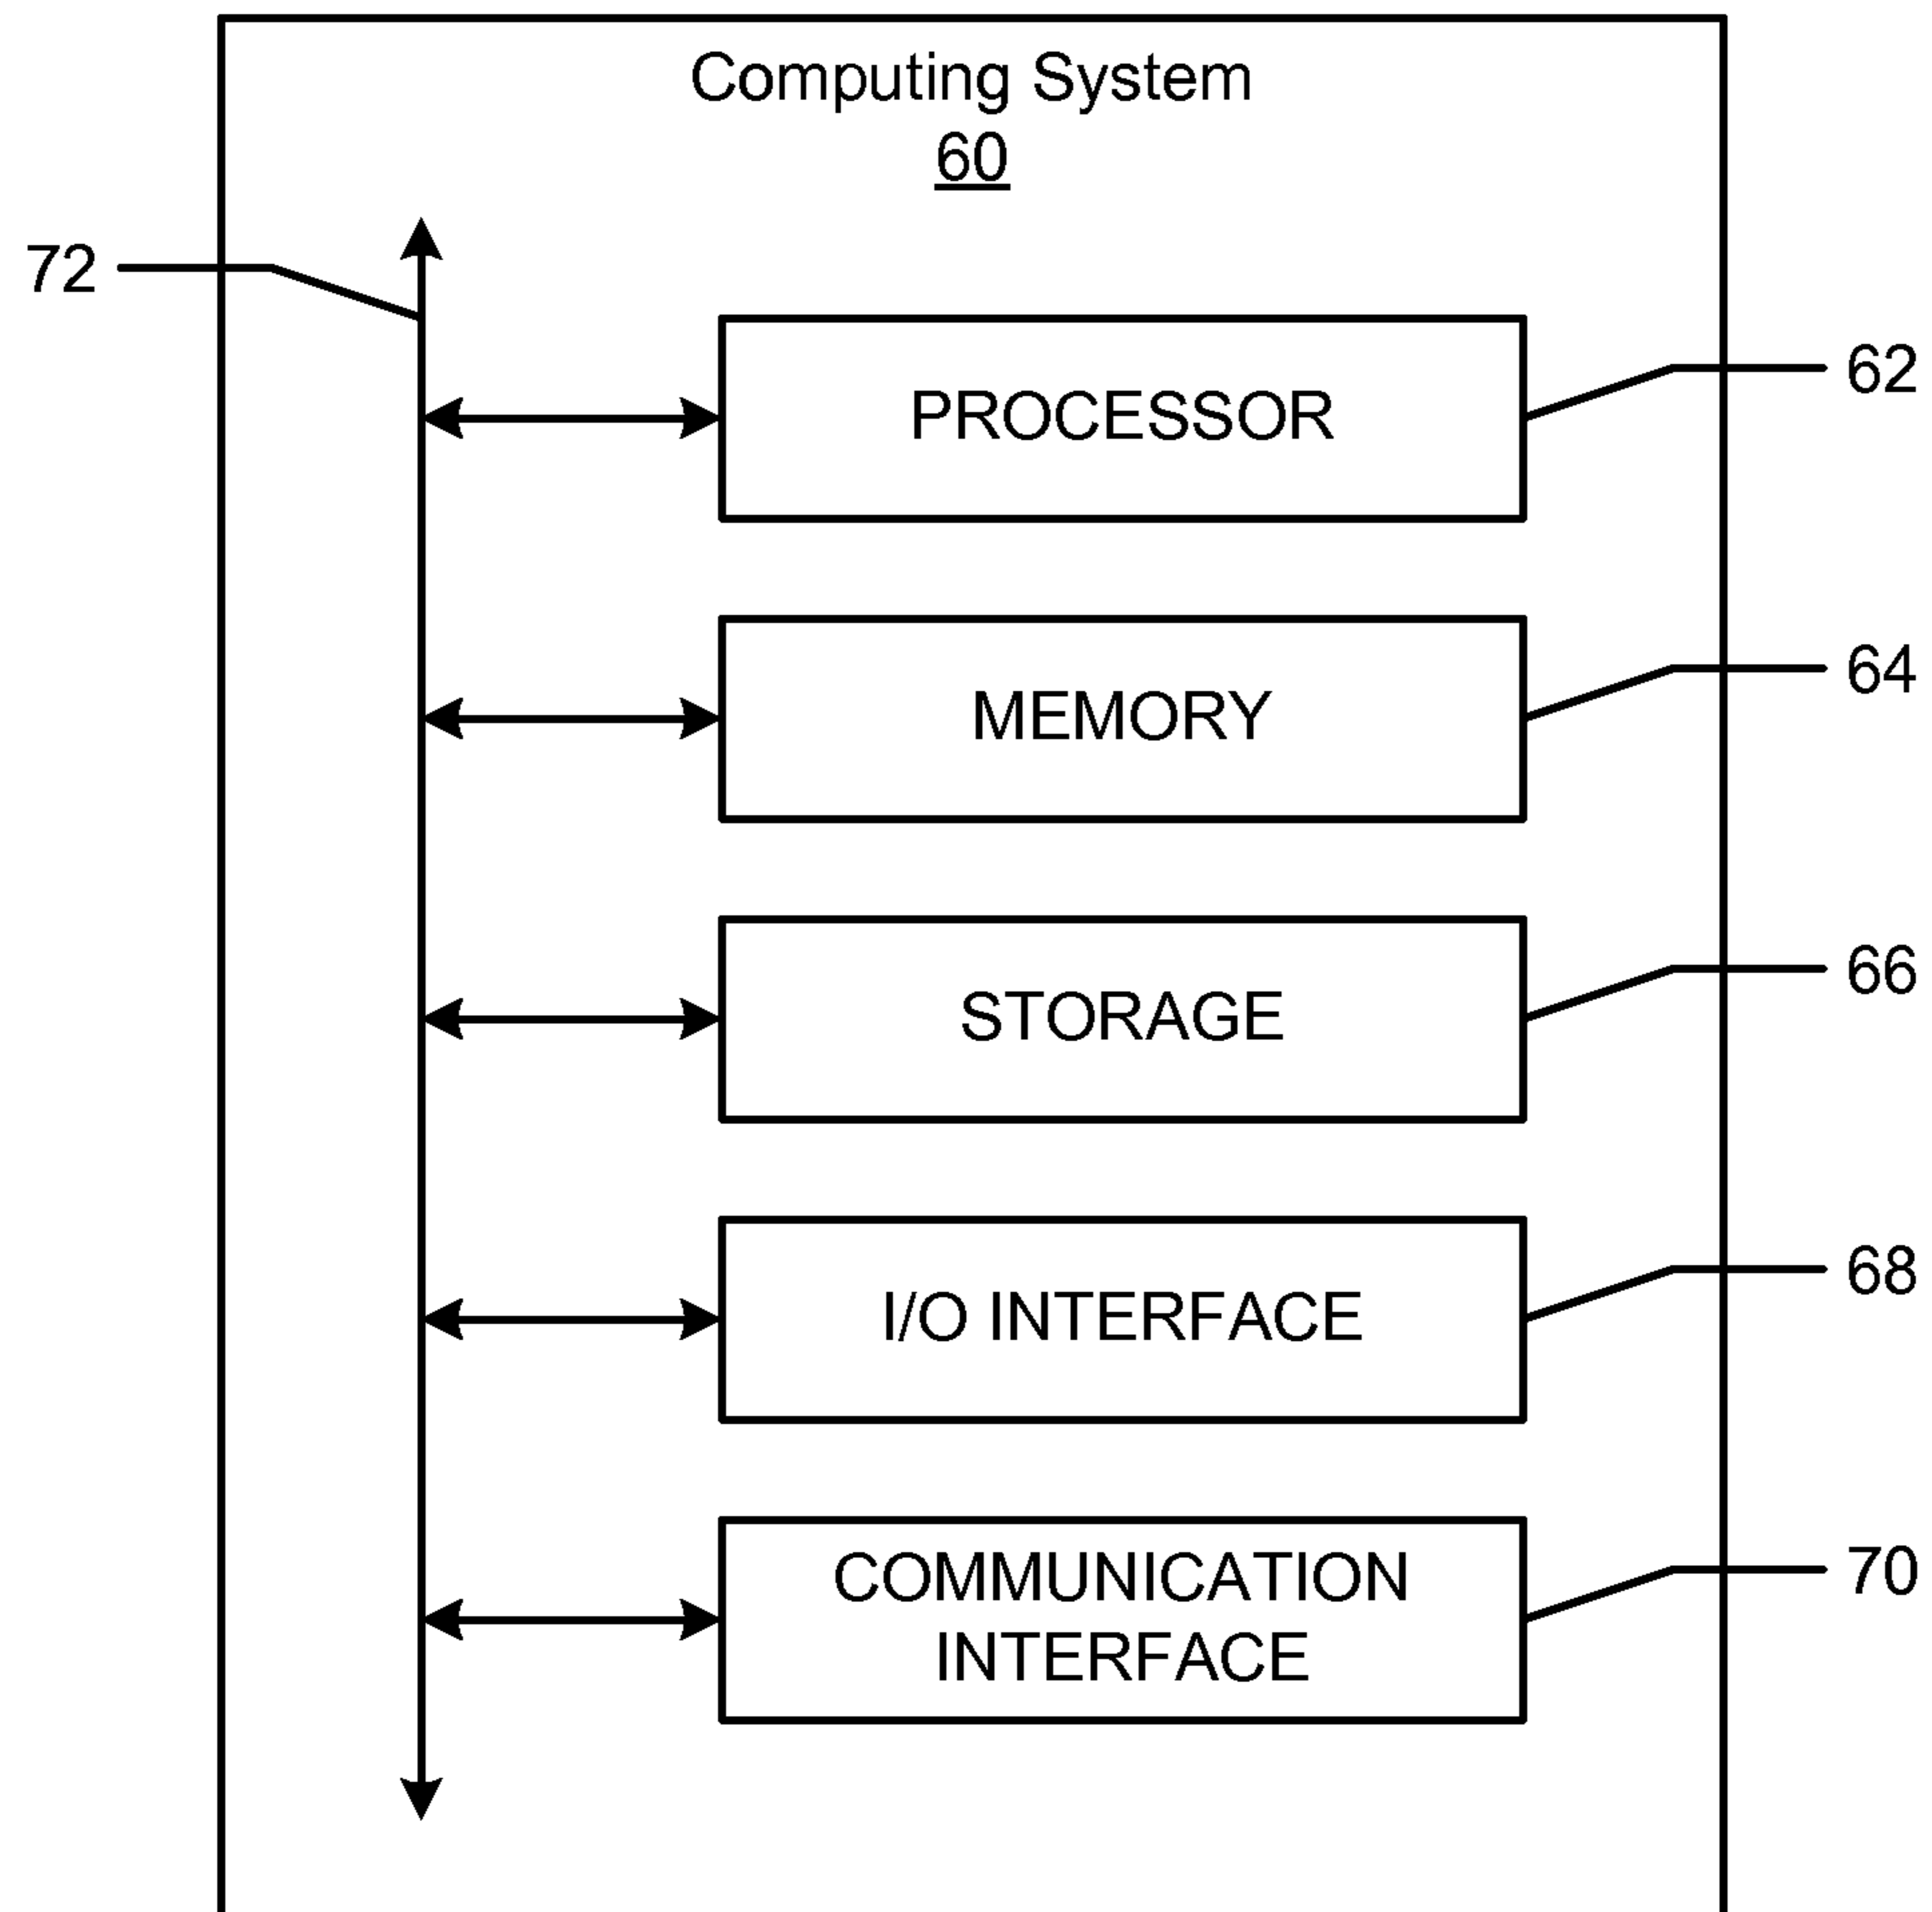 Computing System
60
72
PROCESSOR
62
MEMORY
64
STORAGE
66
I/O INTERFACE
68
COMMUNICATION
INTERFACE
70